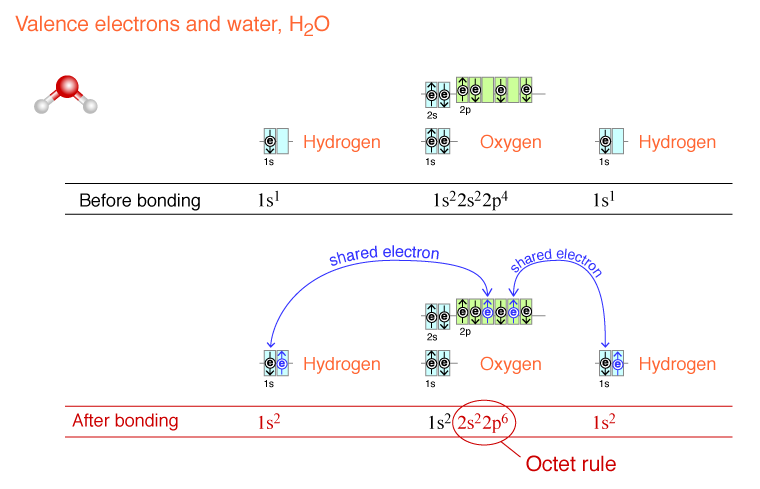 Valence electrons and water, H₂O
e e e e e e
2s 2p
e Hydrogen e e Oxygen e Hydrogen
1s 1s 1s
Before bonding 1s¹ 1s²2s²2p⁴ 1s¹
shared electron shared electron
e e e e e e e e
2s 2p
e e Hydrogen e e Oxygen e e Hydrogen
1s 1s 1s
After bonding 1s² 1s²2s²2p⁶ 1s²
Octet rule